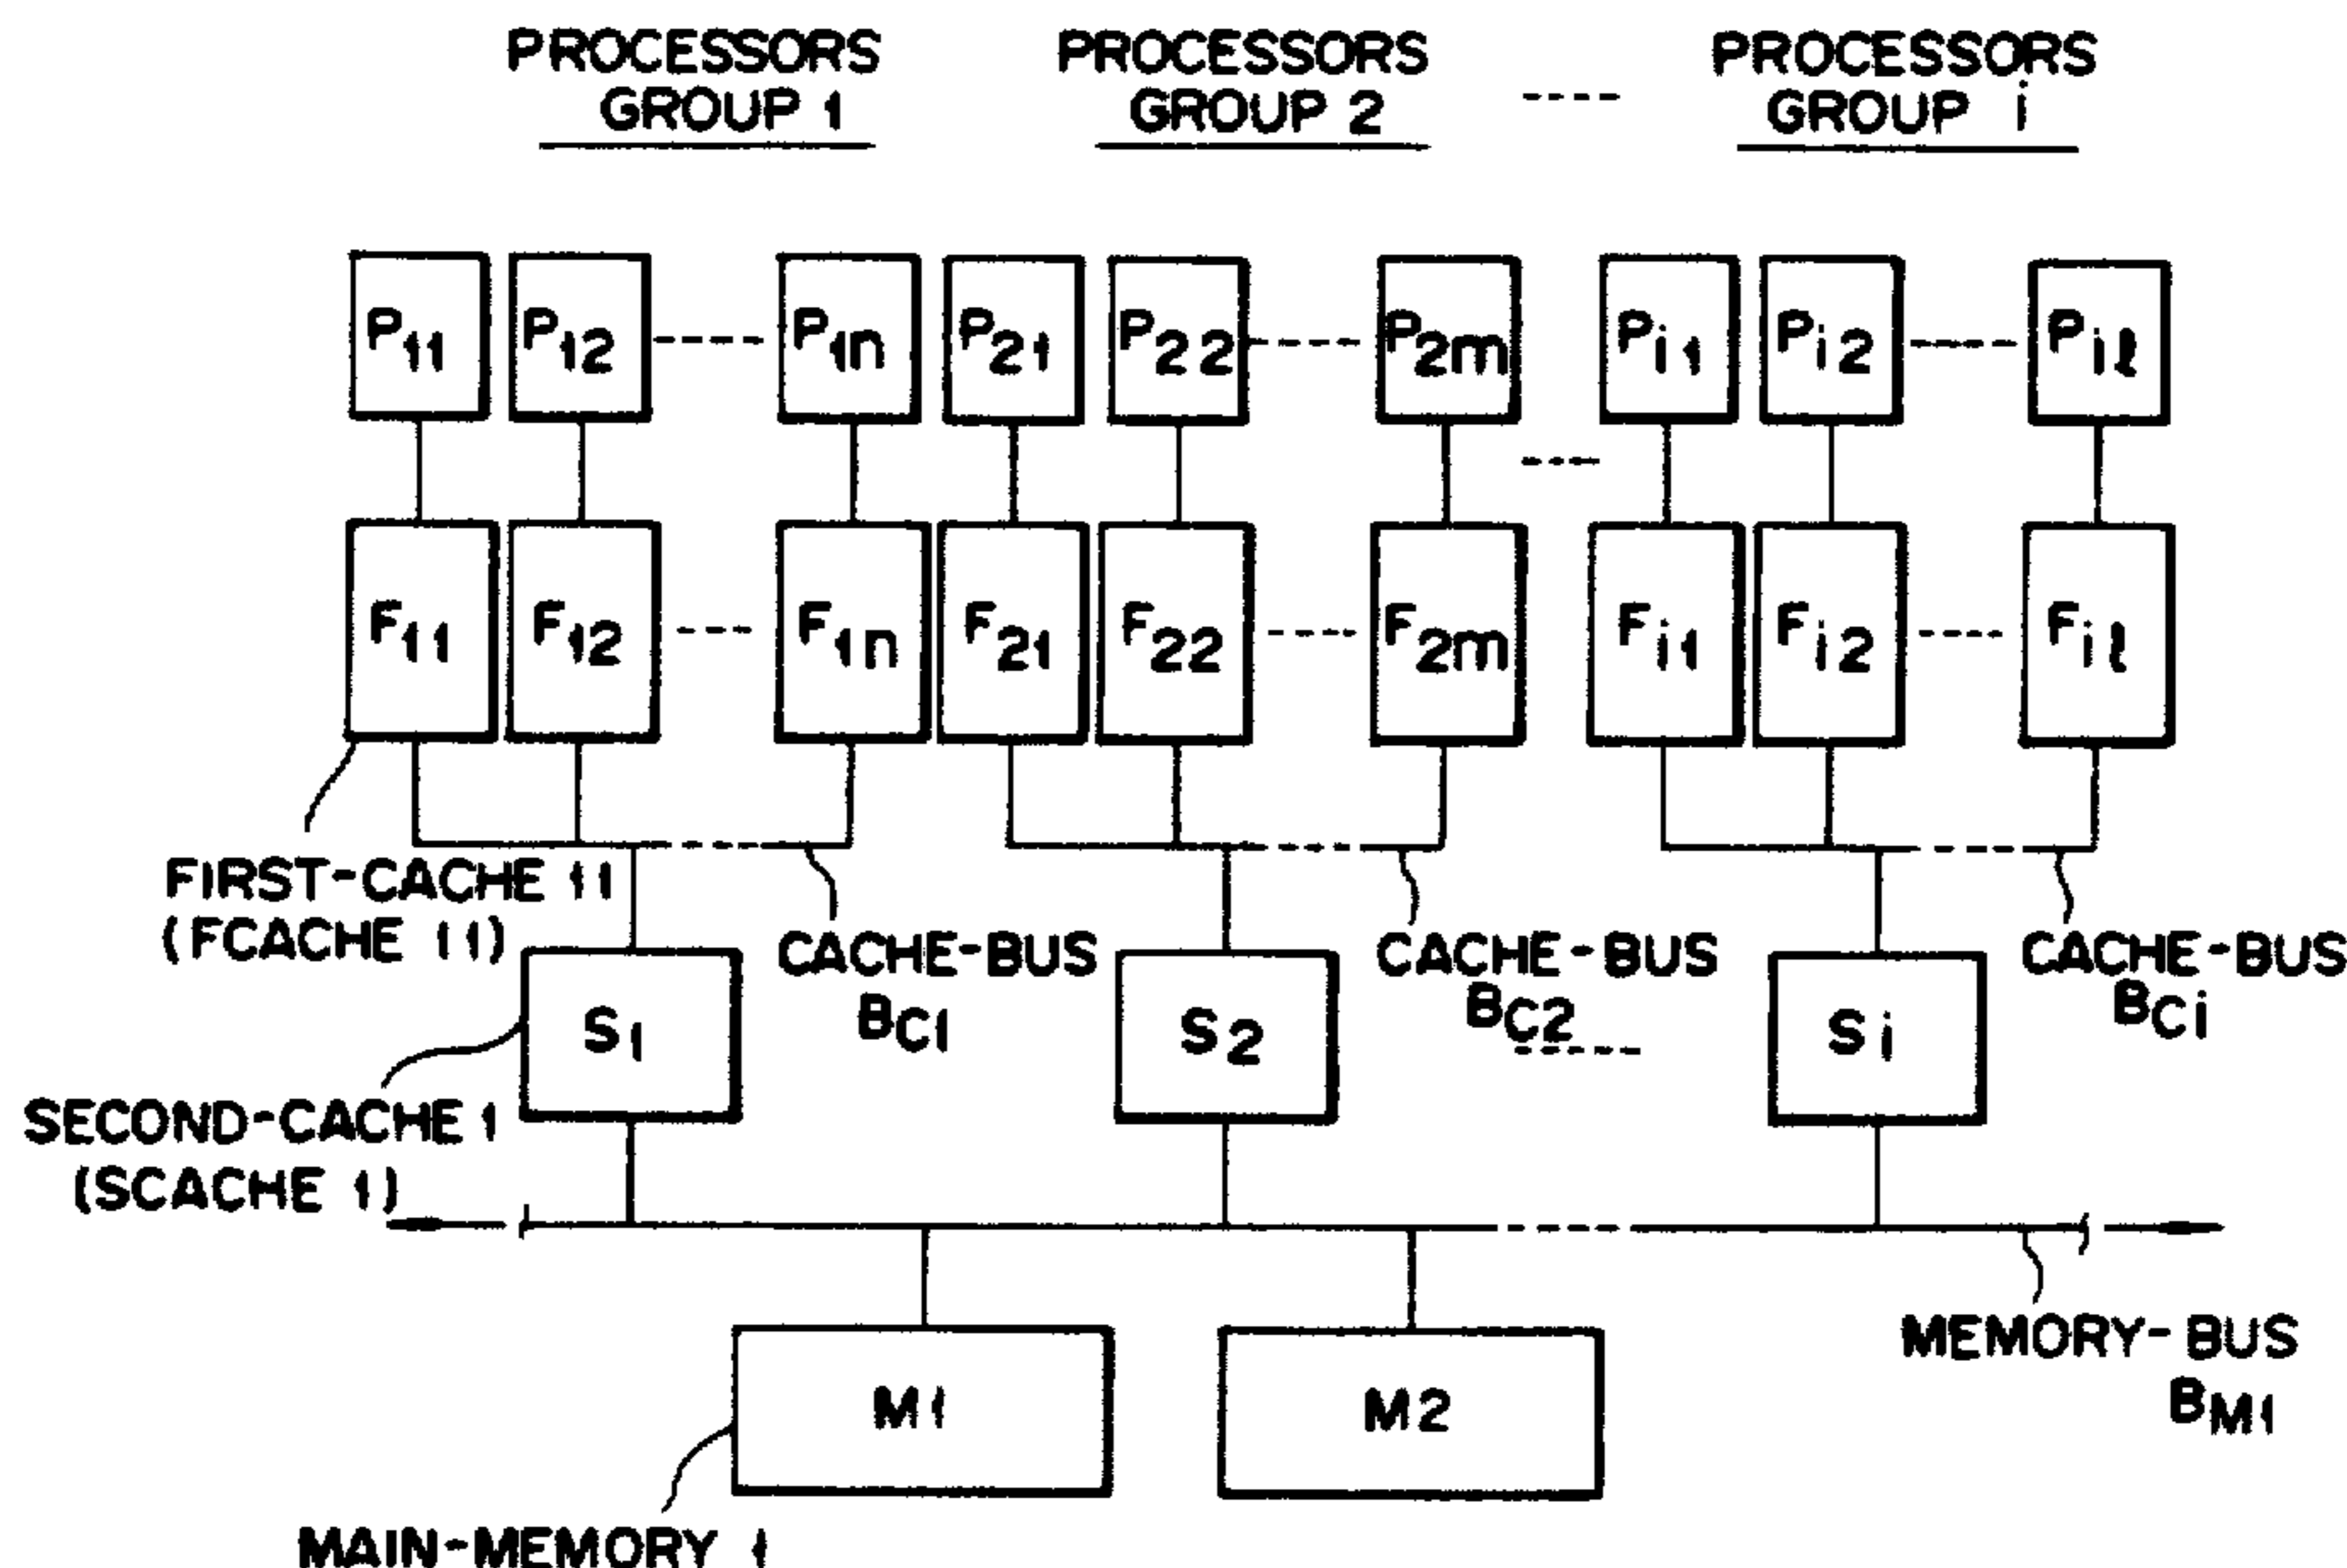 PROCESSORS
GROUP 1
PROCESSORS
GROUP 2
PROCESSORS
GROUP i
P11
P12
P1n
P21
P22
P2m
Pi1
Pi2
Piℓ
F11
F12
F1n
F21
F22
F2m
Fi1
Fi2
Fiℓ
FIRST-CACHE 11
(FCACHE 11)
CACHE-BUS
BC1
CACHE-BUS
BC2
CACHE-BUS
BCi
S1
S2
Si
SECOND-CACHE 1
(SCACHE 1)
MEMORY-BUS
BM1
M1
M2
MAIN-MEMORY 1